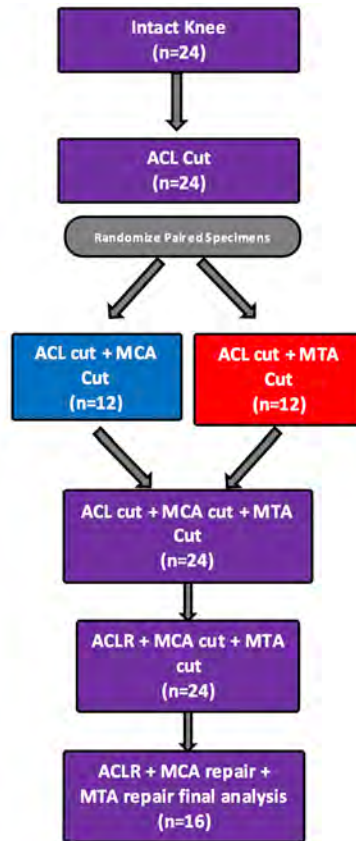 Intact Knee
(n=24)
ACL Cut
(n=24)
Randomize Paired Specimens
ACL cut + MCA
Cut
(n=12)
ACL cut + MTA
Cut
(n=12)
ACL cut + MCA cut + MTA
Cut
(n=24)
ACLR + MCA cut + MTA
cut
(n=24)
ACLR + MCA repair +
MTA repair final analysis
(n=16)